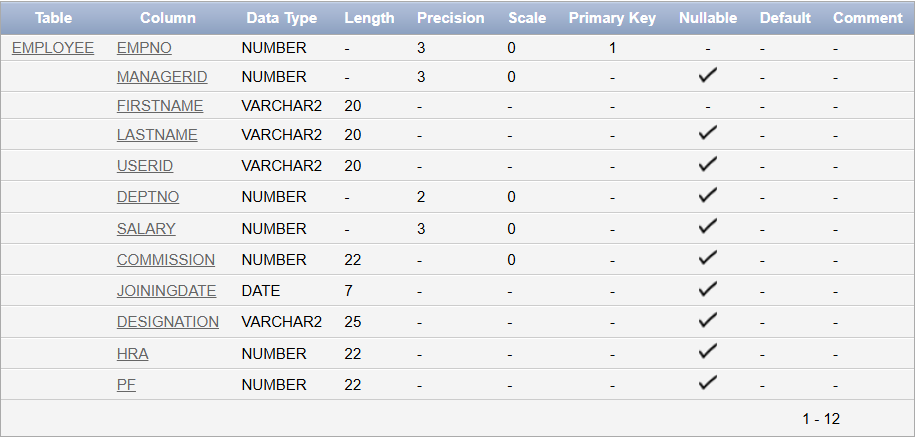 Table Column Data Type Length Precision Scale Primary Key Nullable Default Comment
EMPLOYEE EMPNO NUMBER - 3 0 1 - - -
MANAGERID NUMBER - 3 0 - ✓ - -
FIRSTNAME VARCHAR2 20 - - - - - -
LASTNAME VARCHAR2 20 - - - ✓ - -
USERID VARCHAR2 20 - - - ✓ - -
DEPTNO NUMBER - 2 0 - ✓ - -
SALARY NUMBER - 3 0 - ✓ - -
COMMISSION NUMBER 22 - 0 - ✓ - -
JOININGDATE DATE 7 - - - ✓ - -
DESIGNATION VARCHAR2 25 - - - ✓ - -
HRA NUMBER 22 - - - ✓ - -
PF NUMBER 22 - - - ✓ - -
1 - 12